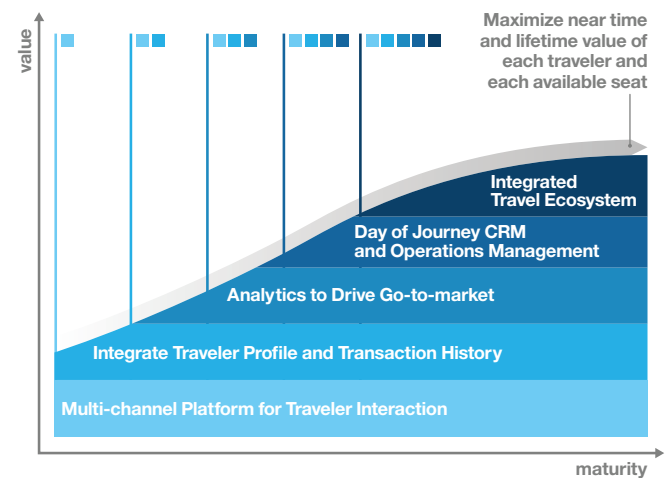 value
Maximize near time
and lifetime value of
each traveler and
each available seat
Integrated
Travel Ecosystem
Day of Journey CRM
and Operations Management
Analytics to Drive Go-to-market
Integrate Traveler Profile and Transaction History
Multi-channel Platform for Traveler Interaction
maturity